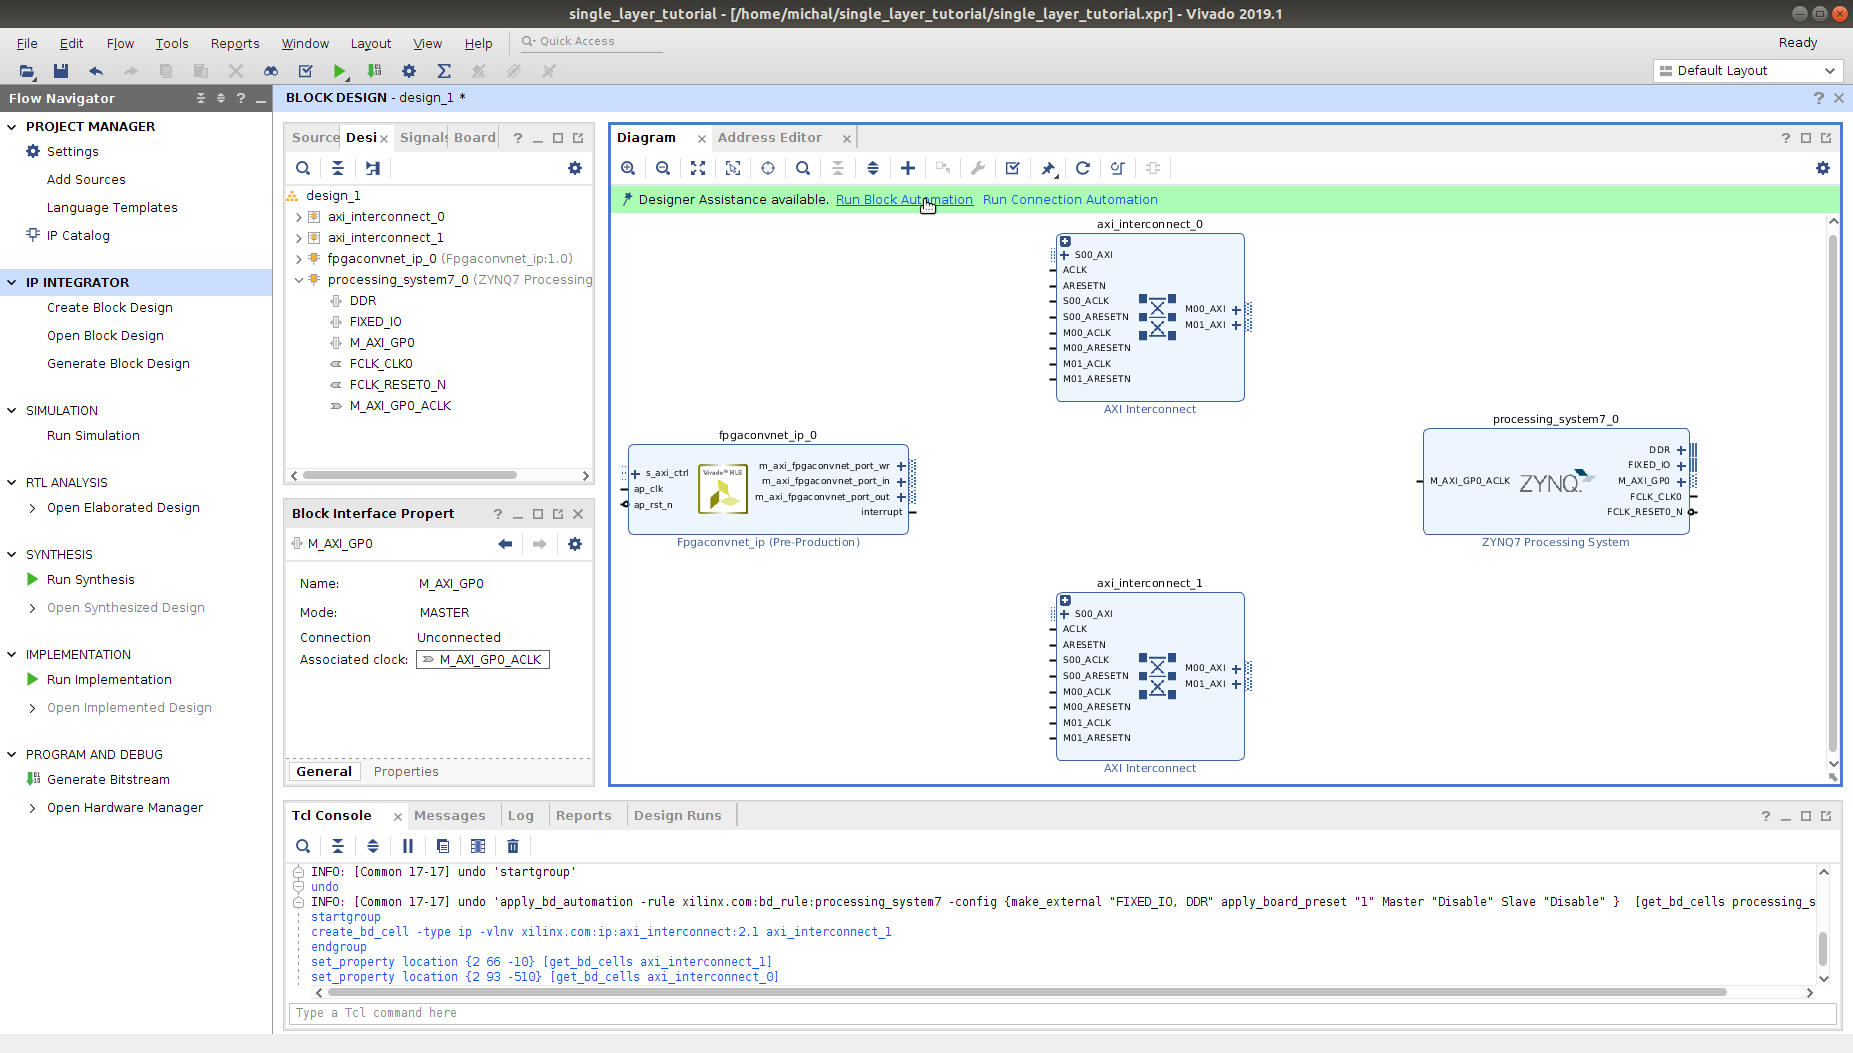 single_layer_tutorial - [/home/michal/single_layer_tutorial/single_layer_tutorial.xpr] - Vivado 2019.1
File Edit Flow Tools Reports Window Layout View Help Quick Access Ready
Default Layout
Flow Navigator
PROJECT MANAGER
Settings
Add Sources
Language Templates
IP Catalog
IP INTEGRATOR
Create Block Design
Open Block Design
Generate Block Design
SIMULATION
Run Simulation
RTL ANALYSIS
Open Elaborated Design
SYNTHESIS
Run Synthesis
Open Synthesized Design
IMPLEMENTATION
Run Implementation
Open Implemented Design
PROGRAM AND DEBUG
Generate Bitstream
Open Hardware Manager
BLOCK DESIGN - design_1 *
Source Desi Signals Board
design_1
axi_interconnect_0
axi_interconnect_1
fpgaconvnet_ip_0 (Fpgaconvnet_ip:1.0)
processing_system7_0 (ZYNQ7 Processing
DDR
FIXED_IO
M_AXI_GP0
FCLK_CLK0
FCLK_RESET0_N
M_AXI_GP0_ACLK
Block Interface Propert
M_AXI_GP0
Name: M_AXI_GP0
Mode: MASTER
Connection Unconnected
Associated clock: M_AXI_GP0_ACLK
General Properties
Diagram Address Editor
Designer Assistance available. Run Block Automation Run Connection Automation
axi_interconnect_0
S00_AXI
ACLK
ARESETN
S00_ACLK
S00_ARESETN
M00_ACLK
M00_ARESETN
M01_ACLK
M01_ARESETN
M00_AXI
M01_AXI
AXI Interconnect
fpgaconvnet_ip_0
s_axi_ctrl
ap_clk
ap_rst_n
Vivado™ HLS
m_axi_fpgaconvnet_port_wr
m_axi_fpgaconvnet_port_in
m_axi_fpgaconvnet_port_out
interrupt
Fpgaconvnet_ip (Pre-Production)
processing_system7_0
M_AXI_GP0_ACLK
ZYNQ
DDR
FIXED_IO
M_AXI_GP0
FCLK_CLK0
FCLK_RESET0_N
ZYNQ7 Processing System
axi_interconnect_1
S00_AXI
ACLK
ARESETN
S00_ACLK
S00_ARESETN
M00_ACLK
M00_ARESETN
M01_ACLK
M01_ARESETN
M00_AXI
M01_AXI
AXI Interconnect
Tcl Console Messages Log Reports Design Runs
INFO: [Common 17-17] undo 'startgroup'
undo
INFO: [Common 17-17] undo 'apply_bd_automation -rule xilinx.com:bd_rule:processing_system7 -config {make_external "FIXED_IO, DDR" apply_board_preset "1" Master "Disable" Slave "Disable" } [get_bd_cells processing_s
startgroup
create_bd_cell -type ip -vlnv xilinx.com:ip:axi_interconnect:2.1 axi_interconnect_1
endgroup
set_property location {2 66 -10} [get_bd_cells axi_interconnect_1]
set_property location {2 93 -510} [get_bd_cells axi_interconnect_0]
Type a Tcl command here